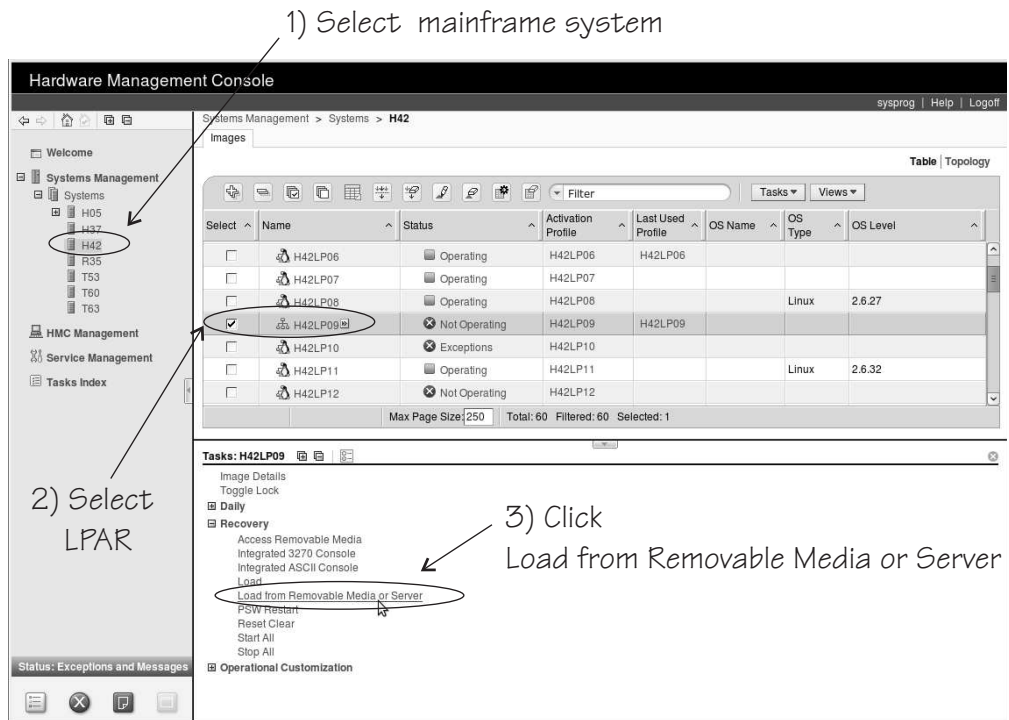 1) Select mainframe system
Hardware Management Console
sysprog | Help | Logoff
Systems Management > Systems > H42
Images
Table | Topology
Welcome
Systems Management
Systems
H05
H37
H42
R35
T53
T60
T63
HMC Management
Service Management
Tasks Index
Filter
Tasks
Views
Select Name Status Activation Profile Last Used Profile OS Name OS Type OS Level
H42LP06 Operating H42LP06 H42LP06
H42LP07 Operating H42LP07
H42LP08 Operating H42LP08 Linux 2.6.27
H42LP09 Not Operating H42LP09 H42LP09
H42LP10 Exceptions H42LP10
H42LP11 Operating H42LP11 Linux 2.6.32
H42LP12 Not Operating H42LP12
Max Page Size: 250 Total: 60 Filtered: 60 Selected: 1
2) Select
LPAR
Tasks: H42LP09
Image Details
Toggle Lock
Daily
Recovery
Access Removable Media
Integrated 3270 Console
Integrated ASCII Console
Load
Load from Removable Media or Server
PSW Restart
Reset Clear
Start All
Stop All
Operational Customization
3) Click
Load from Removable Media or Server
Status: Exceptions and Messages